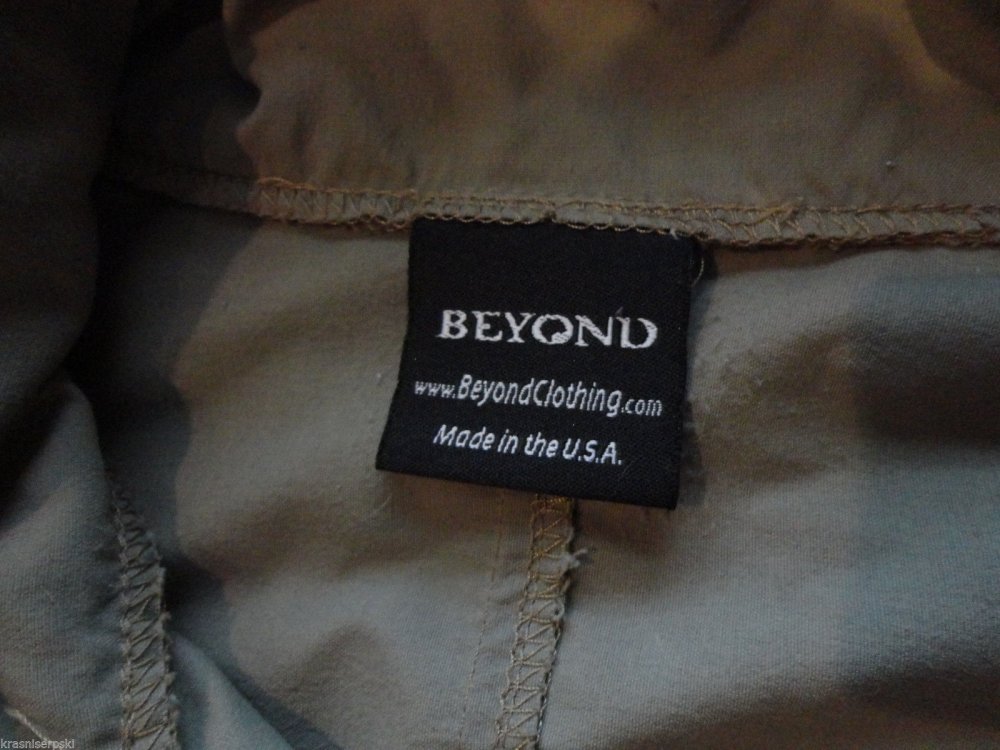 BEYOND
www.BeyondClothing.com
Made in the U.S.A.
krasniserpski